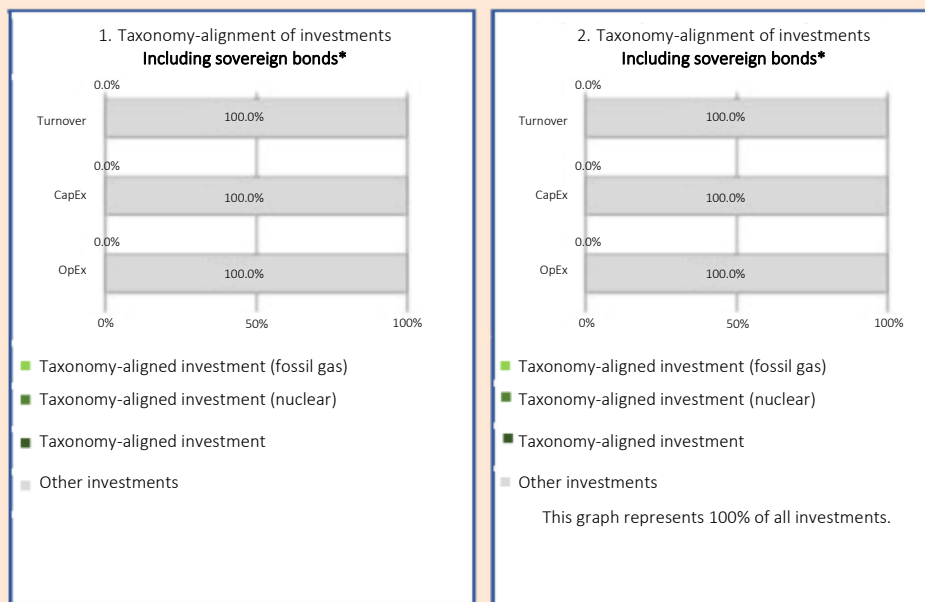 1. Taxonomy-alignment of investments
Including sovereign bonds*
0.0%
Turnover
100.0%
0.0%
CapEx
100.0%
0.0%
OpEx
100.0%
0%
50%
100%
Taxonomy-aligned investment (fossil gas)
Taxonomy-aligned investment (nuclear)
Taxonomy-aligned investment
Other investments
2. Taxonomy-alignment of investments
Including sovereign bonds*
0.0%
Turnover
100.0%
0.0%
CapEx
100.0%
0.0%
OpEx
100.0%
0%
50%
100%
Taxonomy-aligned investment (fossil gas)
Taxonomy-aligned investment (nuclear)
Taxonomy-aligned investment
Other investments
This graph represents 100% of all investments.